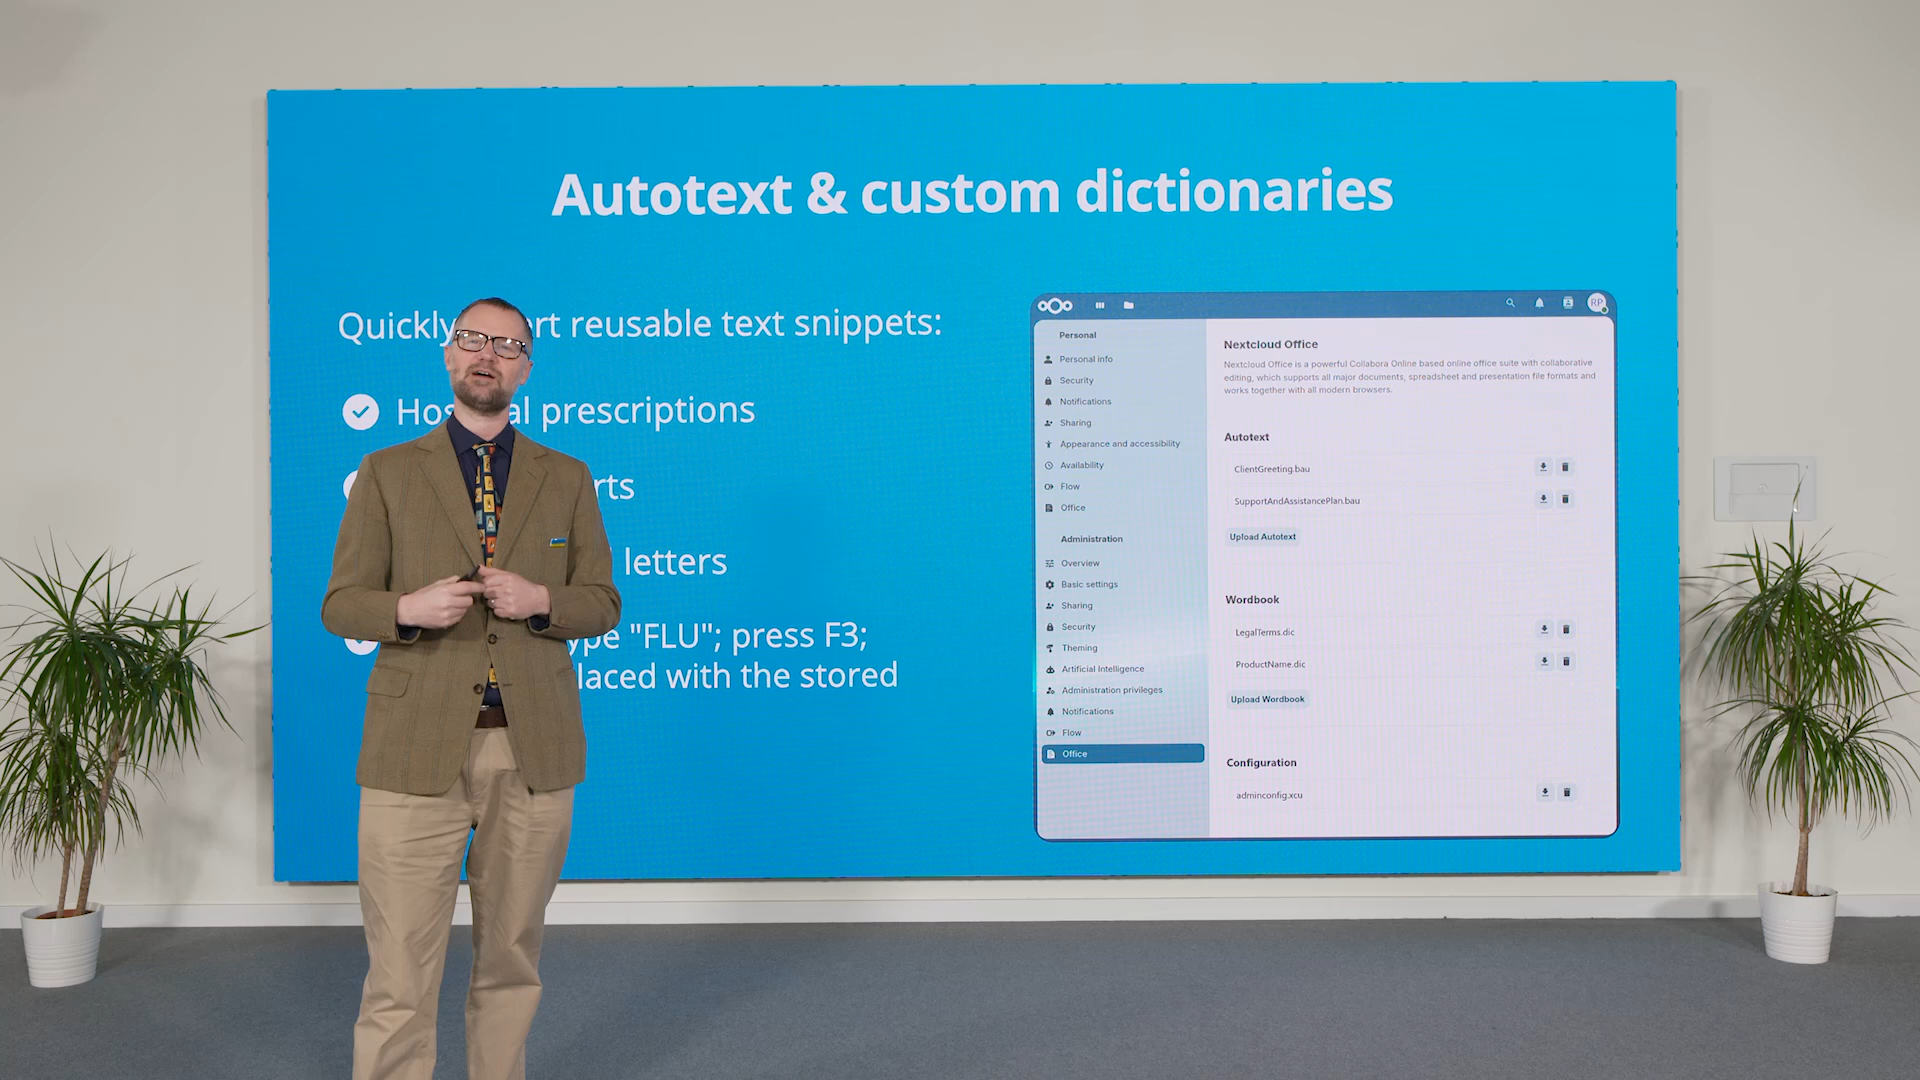 Autotext & custom dictionaries
Quickly rt reusable text snippets:
Hos al prescriptions
rts
letters
ype "FLU"; press F3;
laced with the stored
RP
Personal
Personal info
Security
Notifications
Sharing
Appearance and accessibility
Availability
Flow
Office
Administration
Overview
Basic settings
Sharing
Security
Theming
Artificial Intelligence
Administration privileges
Notifications
Flow
Office
Nextcloud Office
Nextcloud Office is a powerful Collabora Online based online office suite with collaborative
editing, which supports all major documents, spreadsheet and presentation file formats and
works together with all modern browsers.
Autotext
ClientGreeting.bau
SupportAndAssistancePlan.bau
Upload Autotext
Wordbook
LegalTerms.dic
ProductName.dic
Upload Wordbook
Configuration
adminconfig.xcu